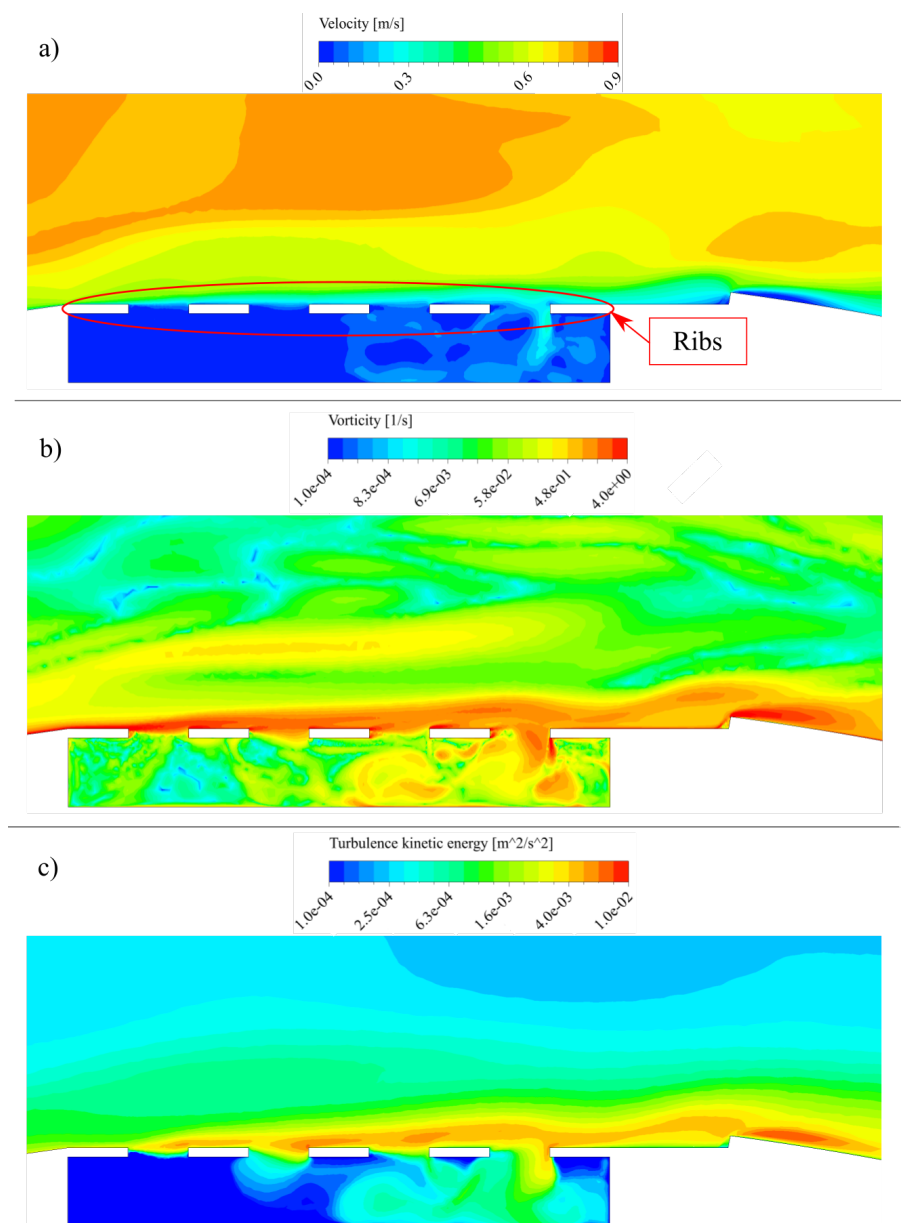 a)
Velocity [m/s]
0.0 0.3 0.6 0.9
Ribs
b)
Vorticity [1/s]
1.0e-04 8.3e-04 6.9e-03 5.8e-02 4.8e-01 4.0e+00
c)
Turbulence kinetic energy [m^2/s^2]
1.0e-04 2.5e-04 6.3e-04 1.6e-03 4.0e-03 1.0e-02